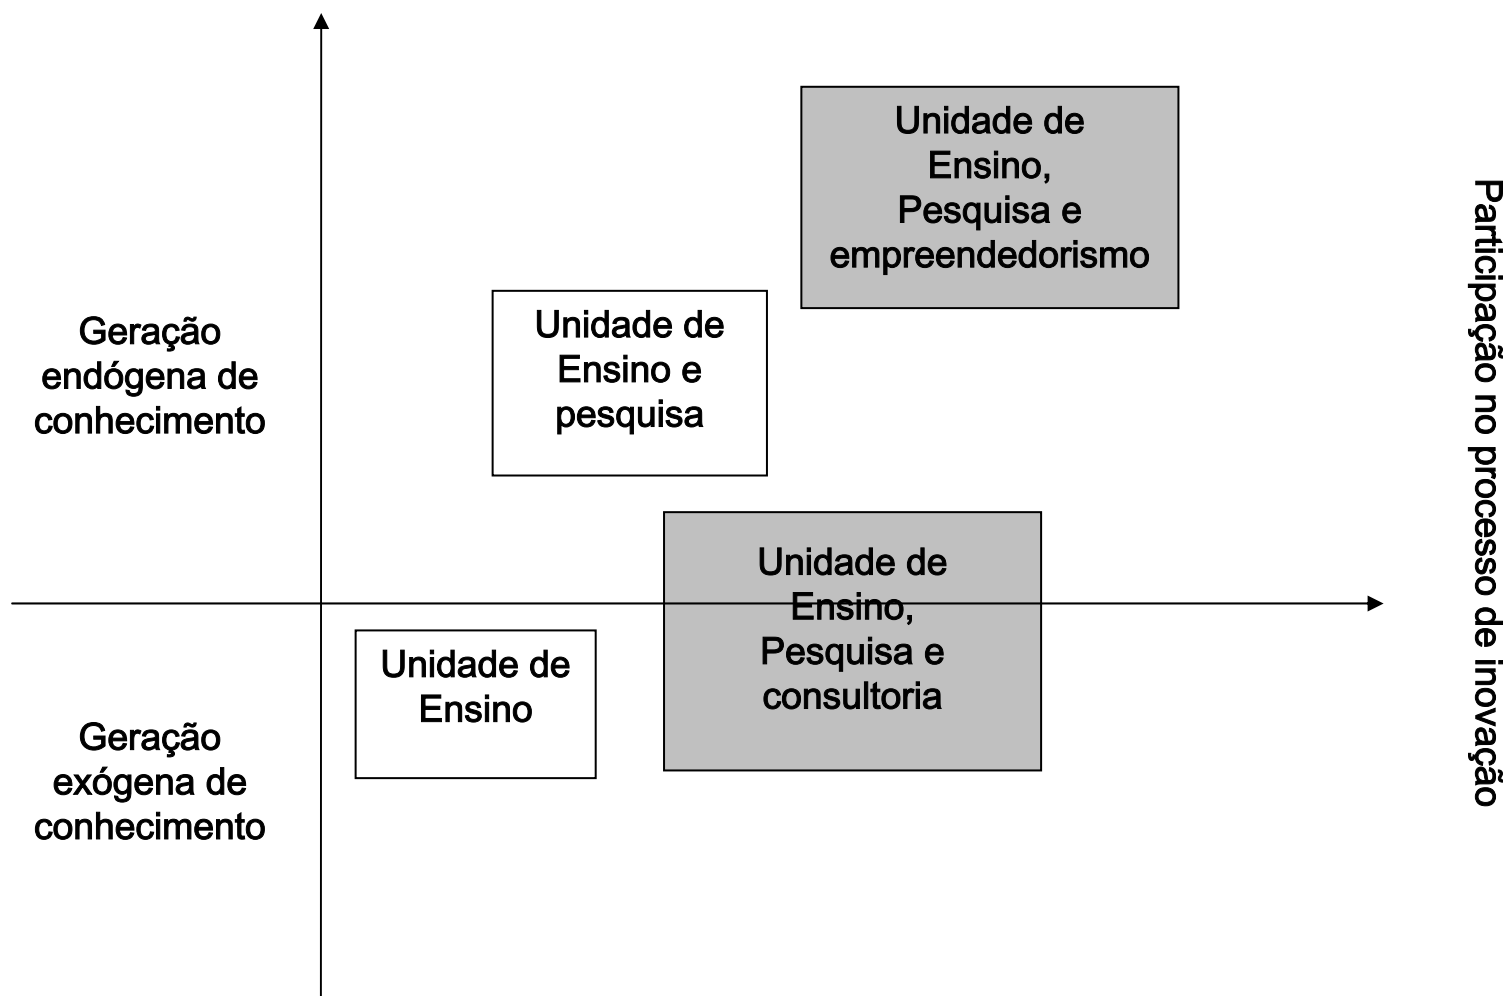 Unidade de
Ensino,
Pesquisa e
empreendedorismo
Geração
endógena de
conhecimento
Unidade de
Ensino e
pesquisa
Unidade de
Ensino,
Pesquisa e
consultoria
Unidade de
Ensino
Geração
exógena de
conhecimento
Participação no processo de inovação